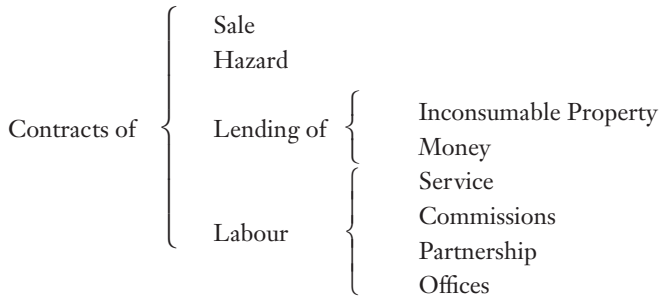 Sale
Hazard
Inconsumable Property
Contracts of Lending of
Money
Service
Commissions
Labour
Partnership
Offices